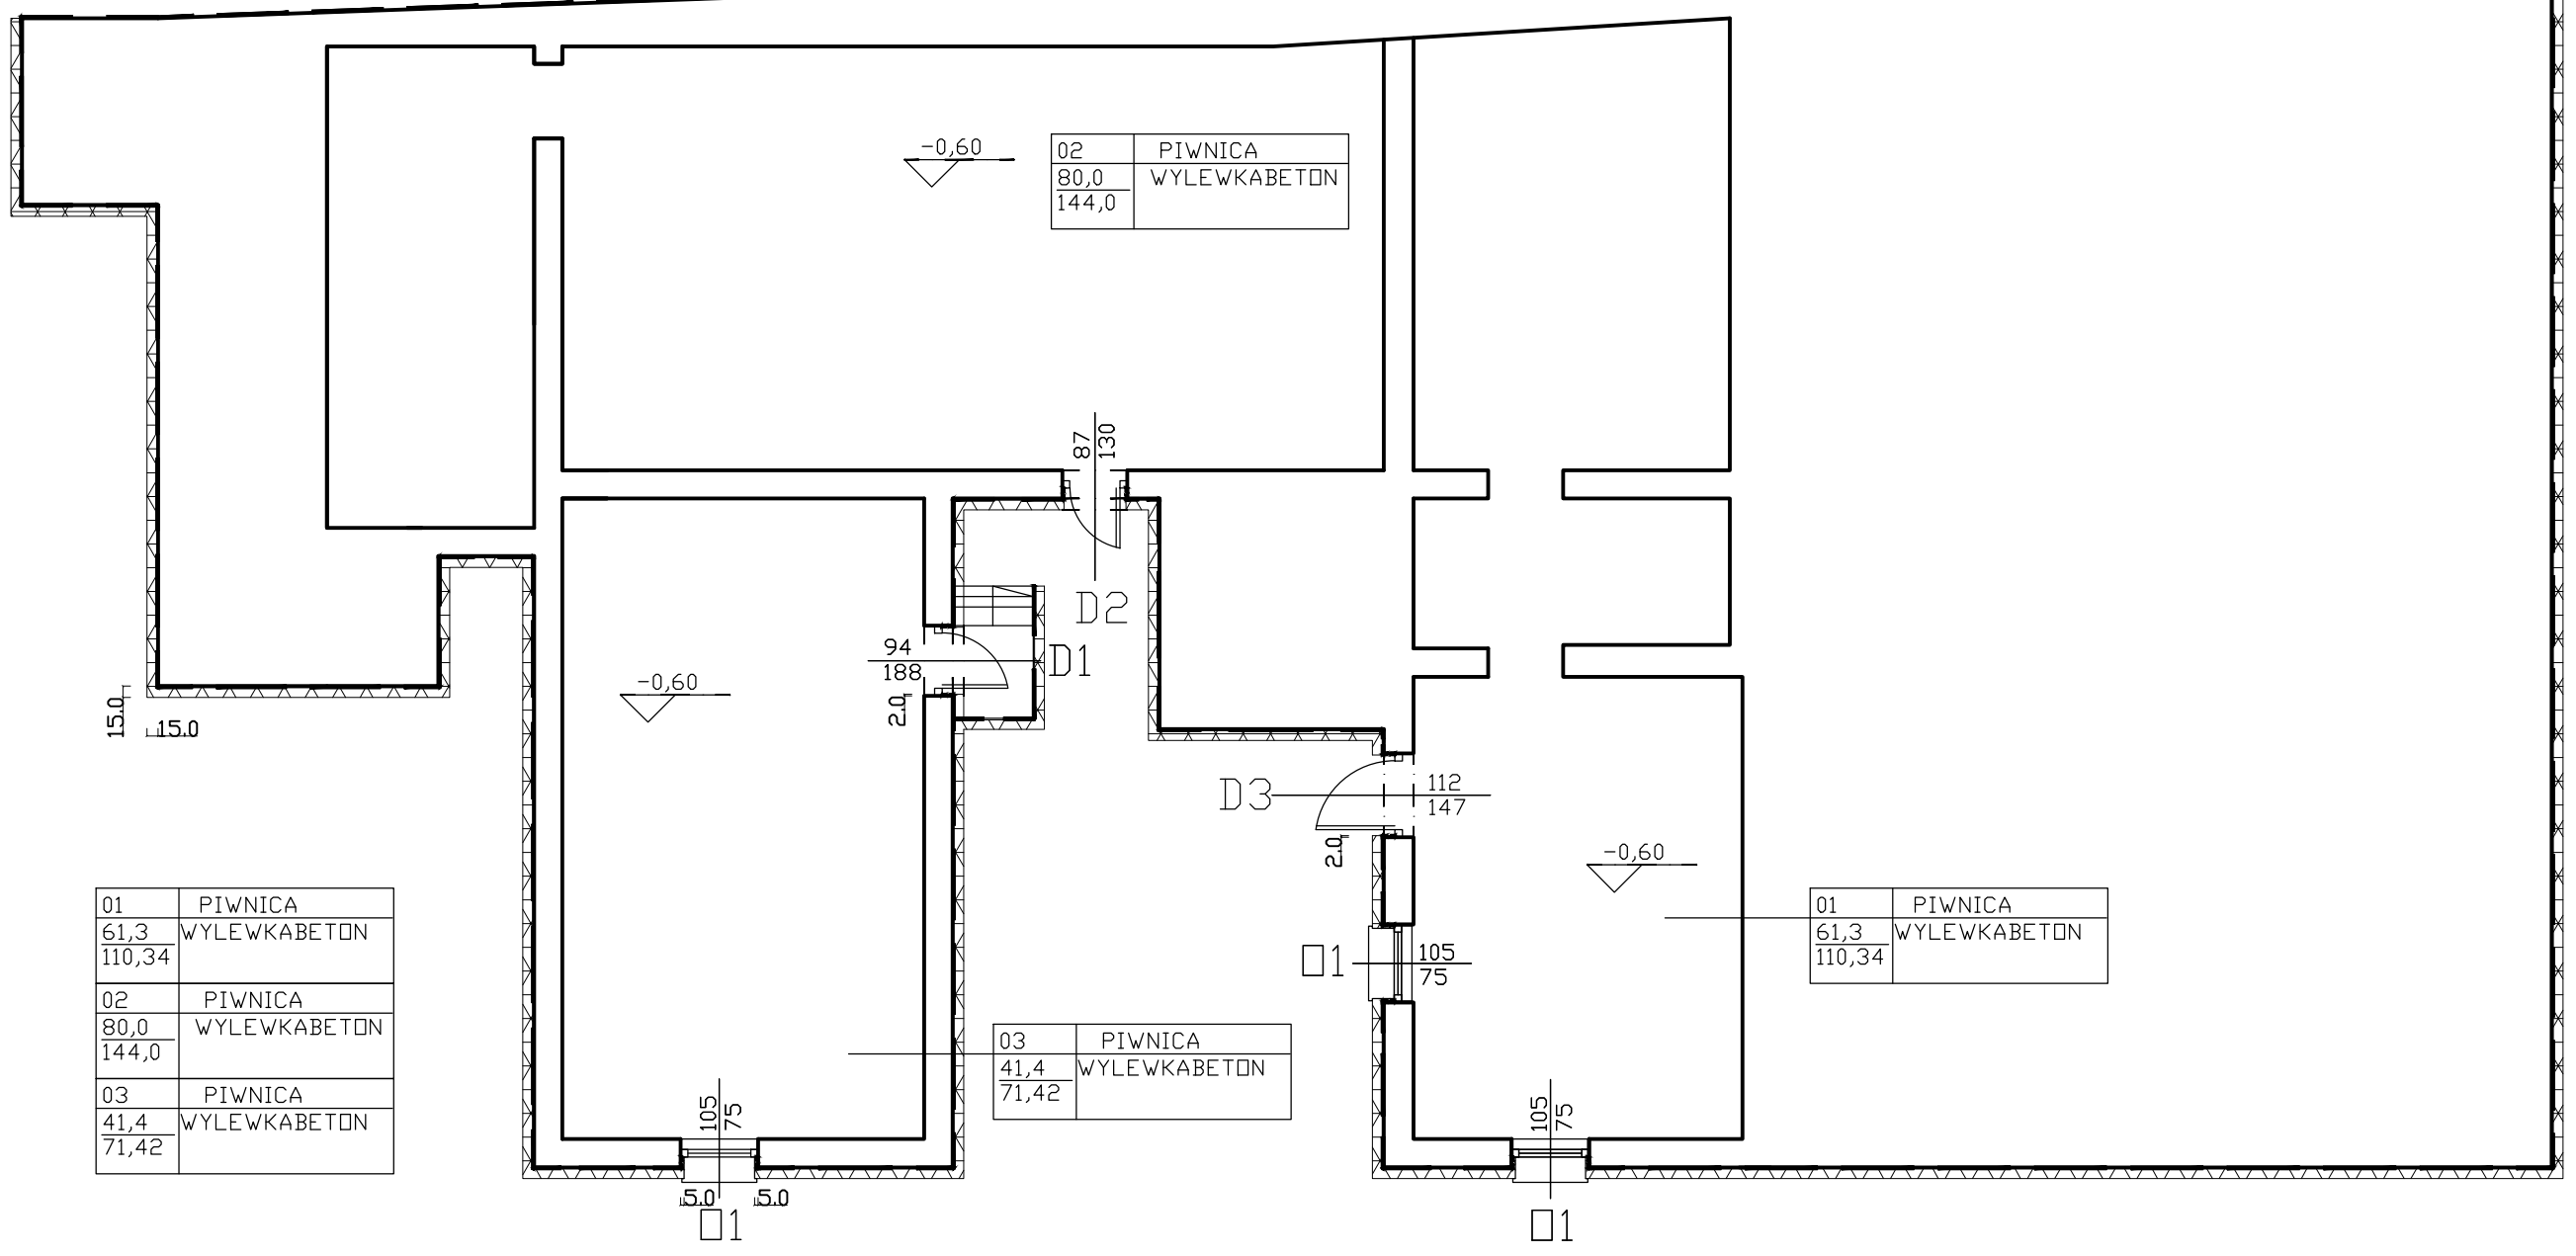 -0,60
02 PIWNICA
80,0 WYLEWKABETON
144,0
87
130
D2
94
188
D1
-0,60
2.0
15.0
15.0
D3
112
147
2.0
-0,60
01 PIWNICA
61,3 WYLEWKABETON
110,34
02 PIWNICA
80,0 WYLEWKABETON
144,0
03 PIWNICA
41,4 WYLEWKABETON
71,42
01 PIWNICA
61,3 WYLEWKABETON
110,34
O1
105
75
03 PIWNICA
41,4 WYLEWKABETON
71,42
105
75
105
75
5.0
5.0
O1
O1